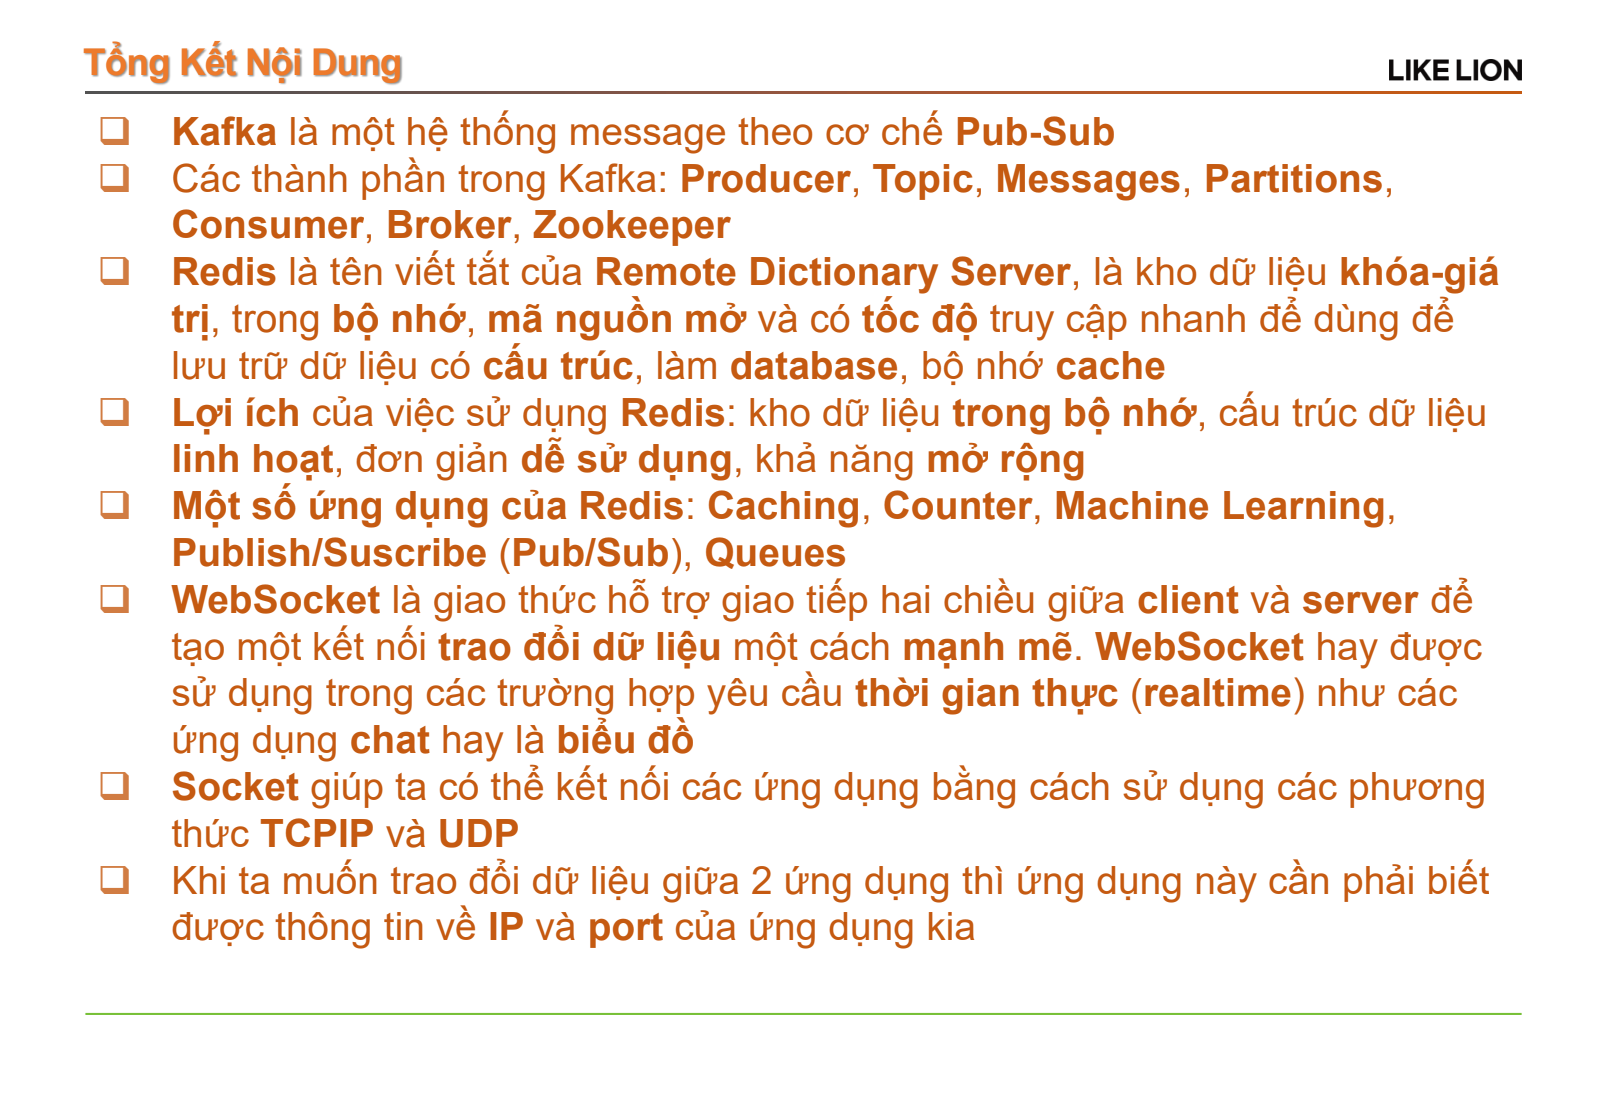 Tổng Kết Nội Dung
LIKE LION
Kafka là một hệ thống message theo cơ chế Pub-Sub
Các thành phần trong Kafka: Producer, Topic, Messages, Partitions,
Consumer, Broker, Zookeeper
Redis là tên viết tắt của Remote Dictionary Server, là kho dữ liệu khóa-giá
trị, trong bộ nhớ, mã nguồn mở và có tốc độ truy cập nhanh để dùng để
lưu trữ dữ liệu có cấu trúc, làm database, bộ nhớ cache
Lợi ích của việc sử dụng Redis: kho dữ liệu trong bộ nhớ, cấu trúc dữ liệu
linh hoạt, đơn giản dễ sử dụng, khả năng mở rộng
Một số ứng dụng của Redis: Caching, Counter, Machine Learning,
Publish/Suscribe (Pub/Sub), Queues
WebSocket là giao thức hỗ trợ giao tiếp hai chiều giữa client và server để
tạo một kết nối trao đổi dữ liệu một cách mạnh mẽ. WebSocket hay được
sử dụng trong các trường hợp yêu cầu thời gian thực (realtime) như các
ứng dụng chat hay là biểu đồ
Socket giúp ta có thể kết nối các ứng dụng bằng cách sử dụng các phương
thức TCPIP và UDP
Khi ta muốn trao đổi dữ liệu giữa 2 ứng dụng thì ứng dụng này cần phải biết
được thông tin về IP và port của ứng dụng kia